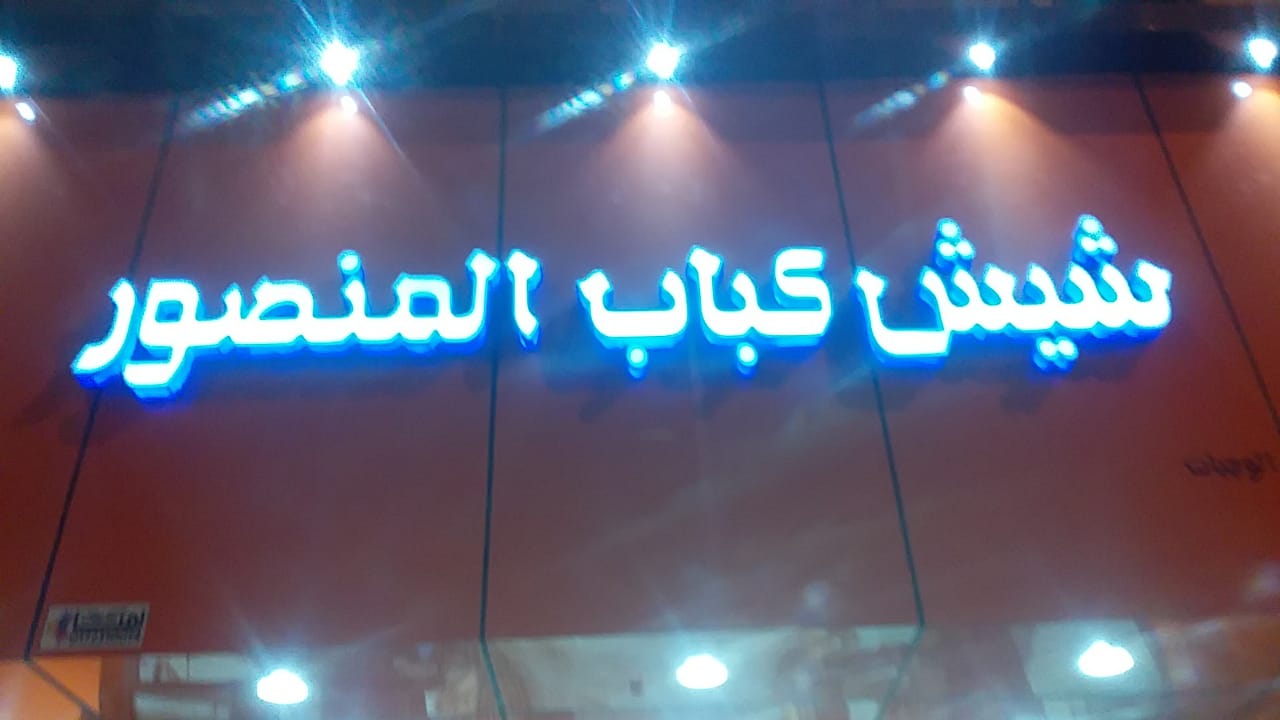 شيش كباب المنصور